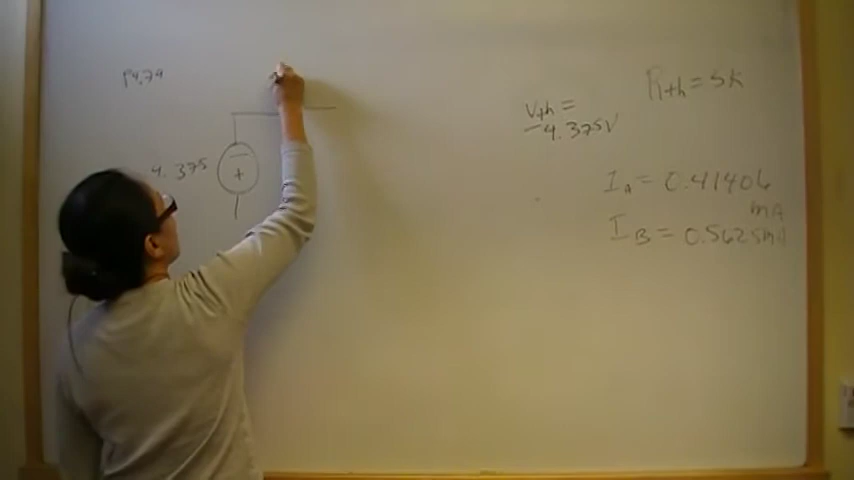 P4.79
4.375
-
+
Vth =
-4.375V
Rth = 5K
IA = 0.41406
mA
IB = 0.5625mA